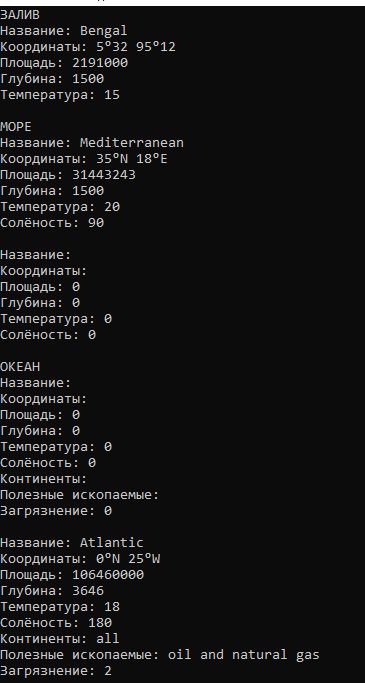 ЗАЛИВ
Название: Bengal
Координаты: 5°32 95°12
Площадь: 2191000
Глубина: 1500
Температура: 15
МОРЕ
Название: Mediterranean
Координаты: 35°N 18°E
Площадь: 31443243
Глубина: 1500
Температура: 20
Солёность: 90
Название:
Координаты:
Площадь: 0
Глубина: 0
Температура: 0
Солёность: 0
ОКЕАН
Название:
Координаты:
Площадь: 0
Глубина: 0
Температура: 0
Солёность: 0
Континенты:
Полезные ископаемые:
Загрязнение: 0
Название: Atlantic
Координаты: 0°N 25°W
Площадь: 106460000
Глубина: 3646
Температура: 18
Солёность: 180
Континенты: all
Полезные ископаемые: oil and natural gas
Загрязнение: 2